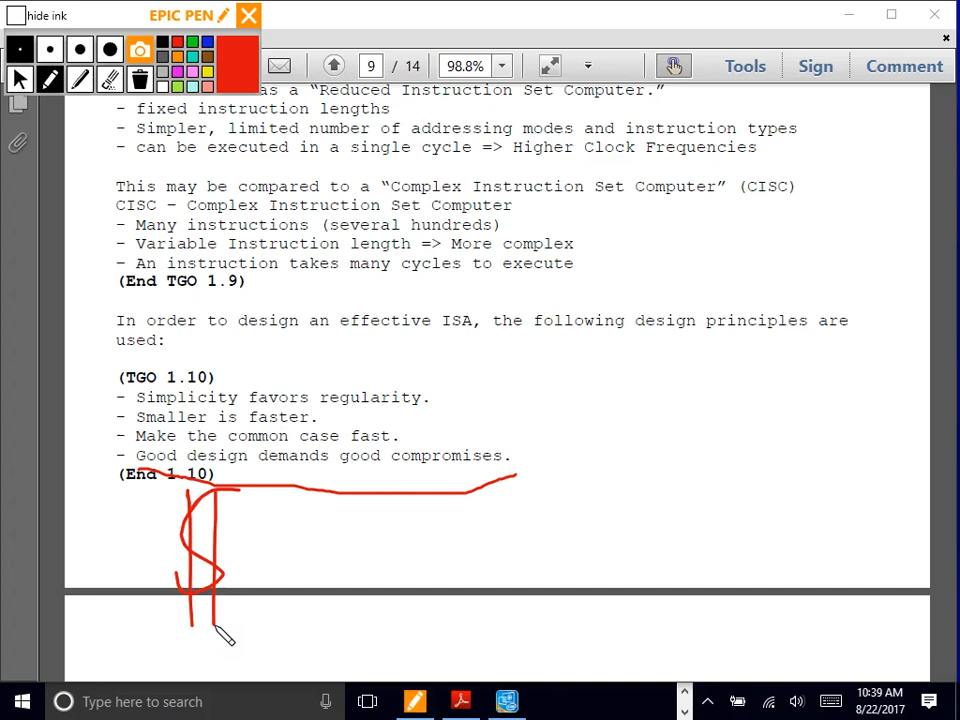 hide ink
EPIC PEN
9 / 14
98.8%
Tools
Sign
Comment
as a “Reduced Instruction Set Computer.”
- fixed instruction lengths
- Simpler, limited number of addressing modes and instruction types
- can be executed in a single cycle => Higher Clock Frequencies
This may be compared to a “Complex Instruction Set Computer” (CISC)
CISC – Complex Instruction Set Computer
- Many instructions (several hundreds)
- Variable Instruction length => More complex
- An instruction takes many cycles to execute
(End TGO 1.9)
In order to design an effective ISA, the following design principles are
used:
(TGO 1.10)
- Simplicity favors regularity.
- Smaller is faster.
- Make the common case fast.
- Good design demands good compromises.
(End 1.10)
$
Type here to search
10:39 AM
8/22/2017